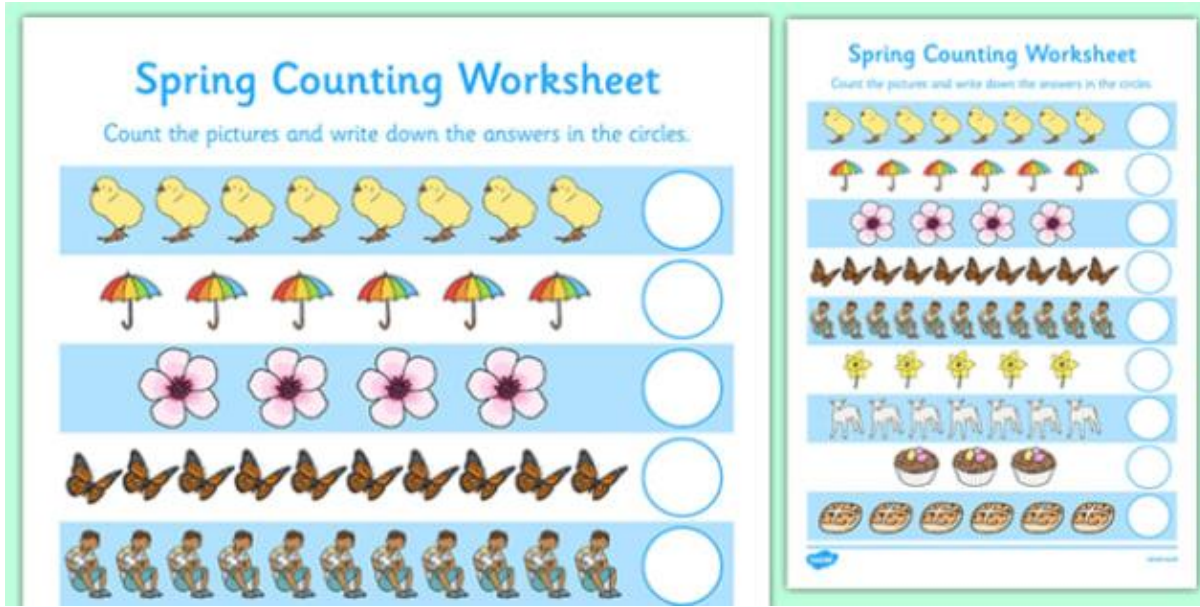 Spring Counting Worksheet
Count the pictures and write down the answers in the circles.
Spring Counting Worksheet
Count the pictures and write down the answers in the circles.